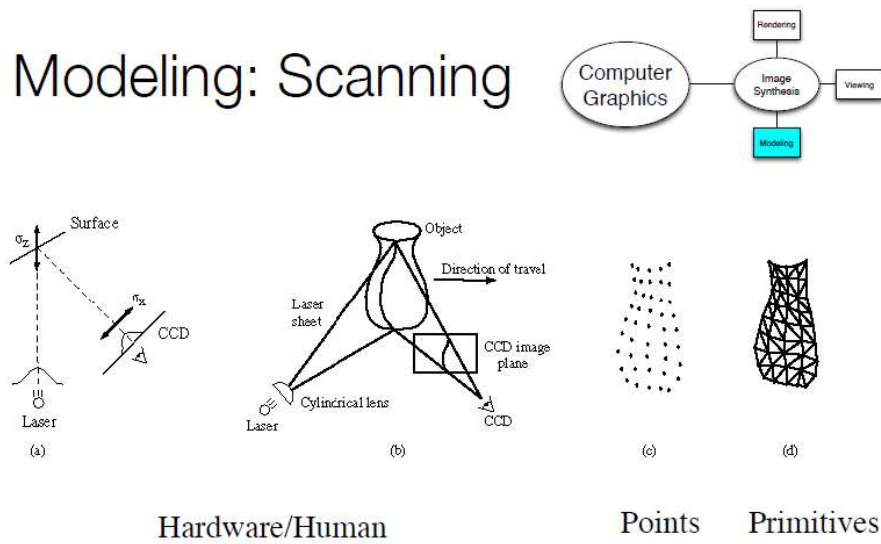 Modeling: Scanning
Rendering
Computer
Graphics
Image
Synthesis
Viewing
Modeling
Surface
σz
σx
CCD
Laser
(a)
Object
Direction of travel
Laser
sheet
CCD image
plane
Cylindrical lens
Laser
CCD
(b)
(c)
(d)
Hardware/Human
Points
Primitives